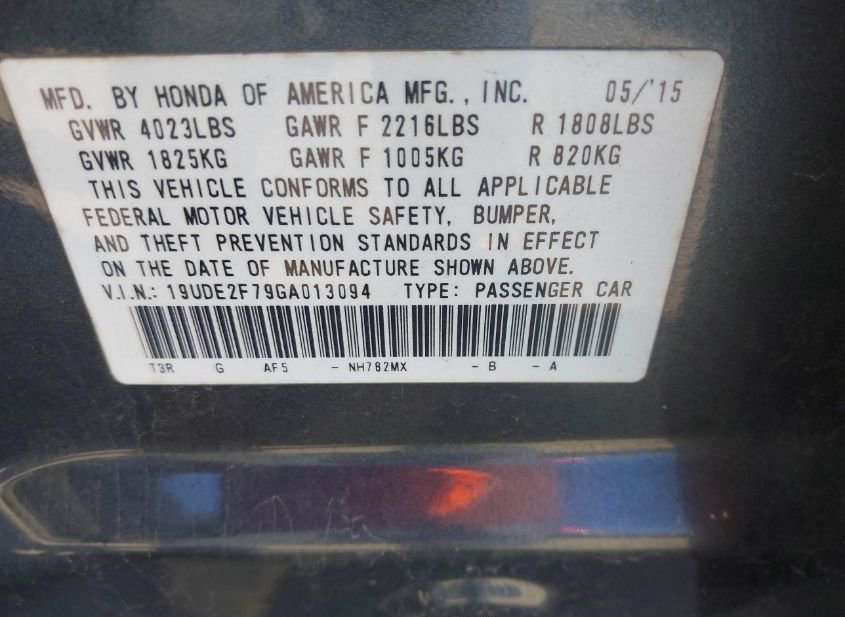 MFD. BY HONDA OF AMERICA MFG., INC. 05/'15
GVWR 4023LBS GAWR F 2216LBS R 1808LBS
GVWR 1825KG GAWR F 1005KG R 820KG
THIS VEHICLE CONFORMS TO ALL APPLICABLE
FEDERAL MOTOR VEHICLE SAFETY, BUMPER,
AND THEFT PREVENTION STANDARDS IN EFFECT
ON THE DATE OF MANUFACTURE SHOWN ABOVE.
V.I.N.: 19UDE2F79GA013094 TYPE: PASSENGER CAR
T3R G AF5 - NH782MX - B - A